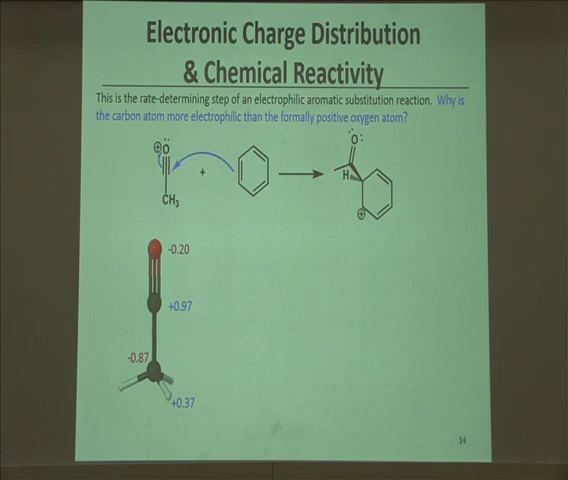 Electronic Charge Distribution
& Chemical Reactivity
This is the rate-determining step of an electrophilic aromatic substitution reaction. Why is
the carbon atom more electrophilic than the formally positive oxygen atom?
⊕ :O
+
CH₃
:O:
H
⊕
-0.20
+0.97
-0.87
+0.37
14